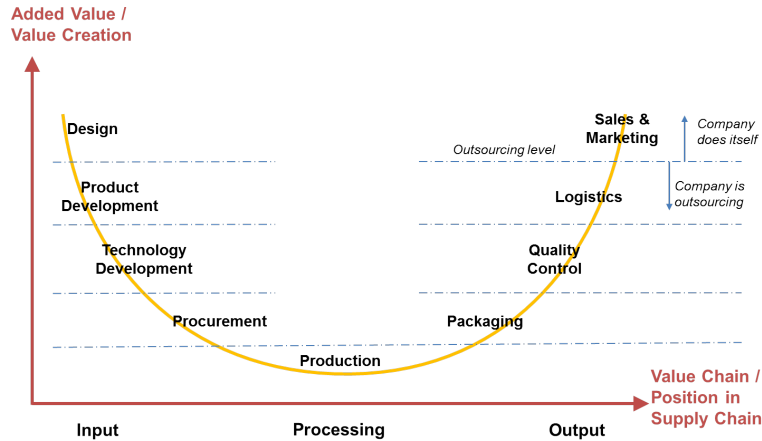 Added Value /
Value Creation
Design
Sales &
Marketing
Company
does itself
Outsourcing level
Product
Development
Logistics
Company is
outsourcing
Technology
Development
Quality
Control
Procurement
Packaging
Production
Value Chain /
Position in
Supply Chain
Input
Processing
Output